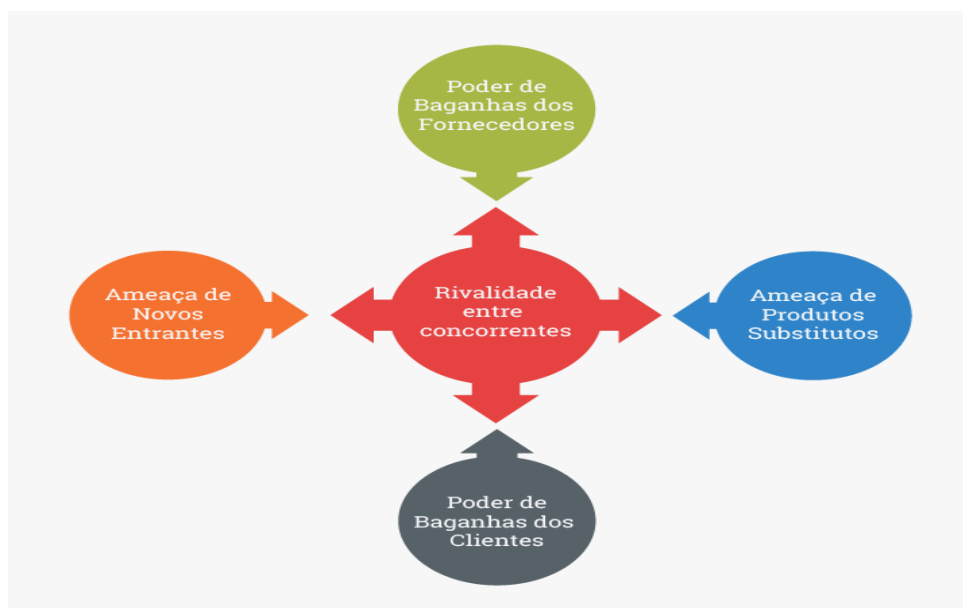 Poder de
Baganhas dos
Fornecedores
Ameaça de
Novos
Entrantes
Rivalidade
entre
concorrentes
Ameaça de
Produtos
Substitutos
Poder de
Baganhas dos
Clientes